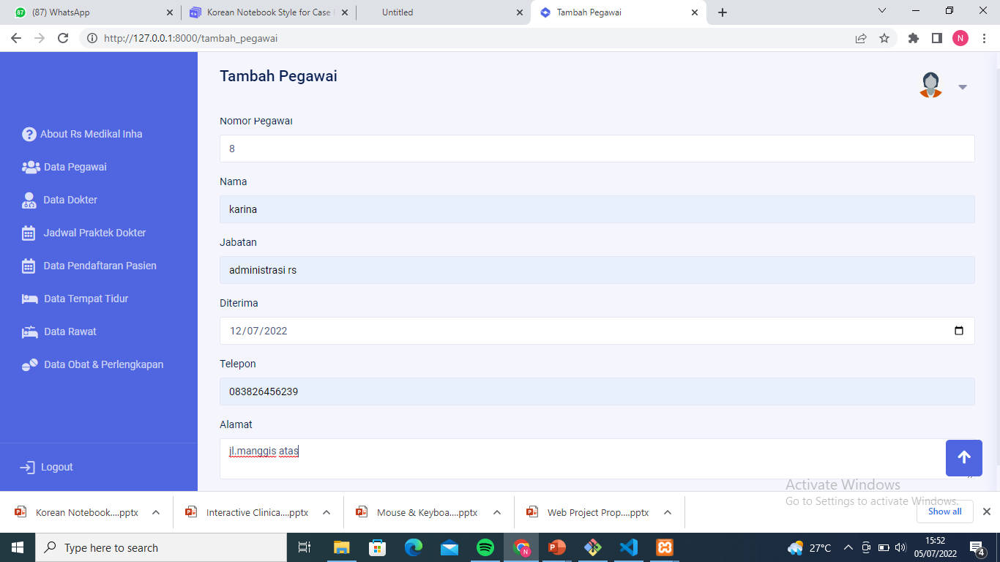 87
(87) WhatsApp
Korean Notebook Style for Case
Untitled
Tambah Pegawai
http://127.0.0.1:8000/tambah_pegawai
N
Tambah Pegawai
About Rs Medikal Inha
Data Pegawai
Data Dokter
Jadwal Praktek Dokter
Data Pendaftaran Pasien
Data Tempat Tidur
Data Rawat
Data Obat & Perlengkapan
Logout
Nomor Pegawai
8
Nama
karina
Jabatan
administrasi rs
Diterima
12/07/2022
Telepon
083826456239
Alamat
jl.manggis atas
Activate Windows
Go to Settings to activate Windows.
Korean Notebook....pptx
Interactive Clinica....pptx
Mouse & Keyboa....pptx
Web Project Prop....pptx
Show all
Type here to search
27°C
15:52
05/07/2022
4